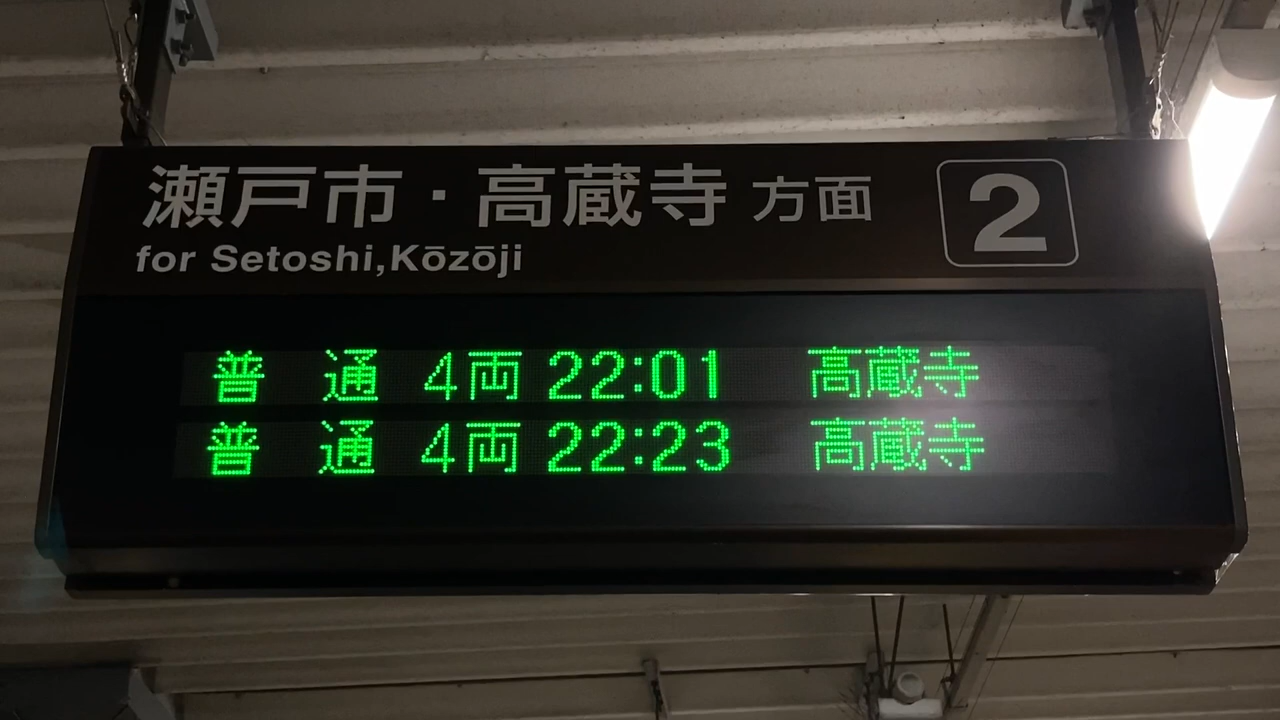 瀬戸市・高蔵寺 方面 2
for Setoshi,Kōzōji
普 通 4両 22:01 高蔵寺
普 通 4両 22:23 高蔵寺